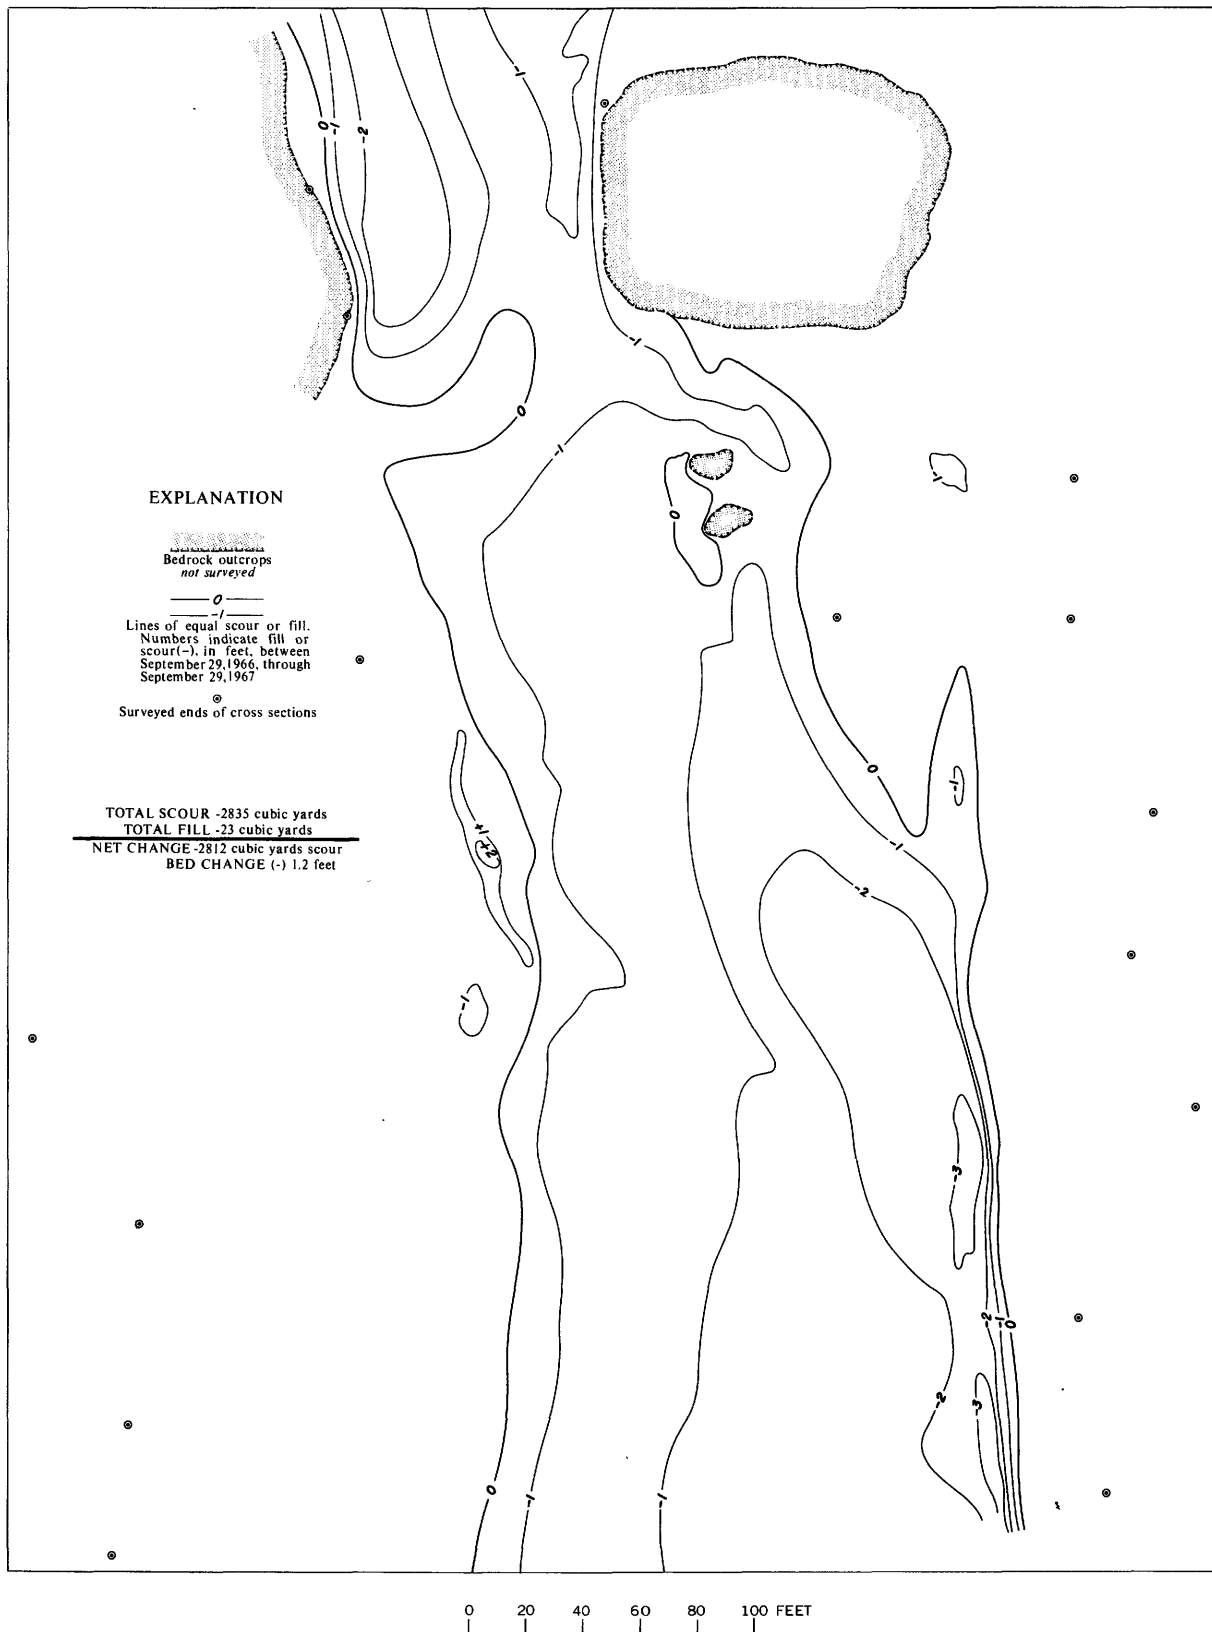 0
-1
-2
-1
-1
0
-1
-1
0
EXPLANATION
Bedrock outcrops
not surveyed
0
-1
Lines of equal scour or fill.
Numbers indicate fill or
scour(-), in feet, between
September 29, 1966, through
September 29, 1967
Surveyed ends of cross sections
0
-1
TOTAL SCOUR -2835 cubic yards
TOTAL FILL -23 cubic yards
NET CHANGE -2812 cubic yards scour
BED CHANGE (-) 1.2 feet
+1
+2
-1
-2
-1
-3
-2
-1
0
-2
-3
0
-1
-1
0 20 40 60 80 100 FEET